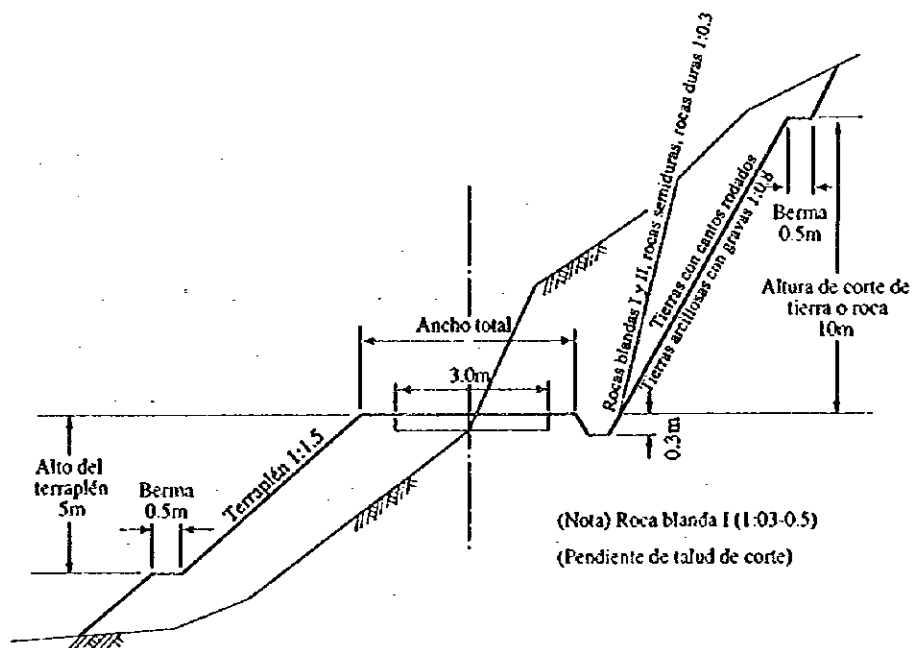 Rocas blandas I y II, rocas semiduras, rocas duras 1:0.3
Tierras con cantos rodados
Tierras arcillosas con gravas 1:0.8
Berma
0.5m
Altura de corte de
tierra o roca
10m
Ancho total
3.0m
0.3m
Alto del
terraplén
5m
Berma
0.5m
Terraplén 1:1.5
(Nota) Roca blanda I (1:03-0.5)
(Pendiente de talud de corte)